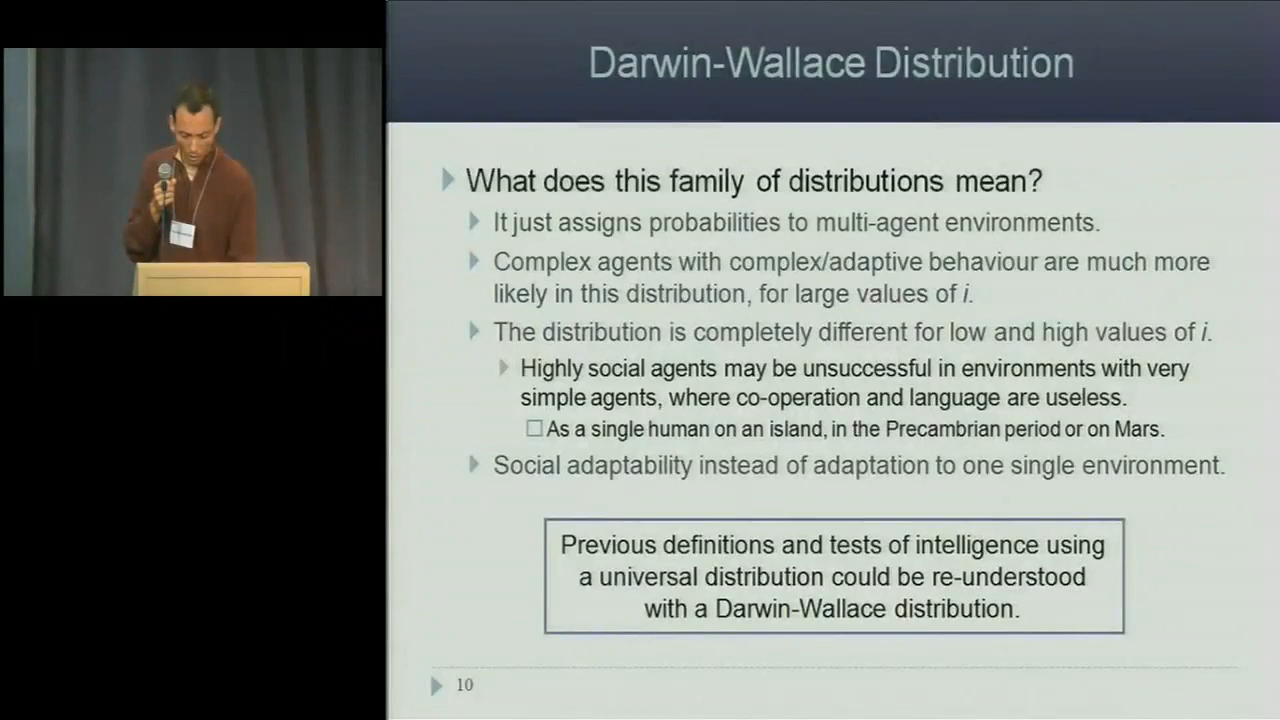 Darwin-Wallace Distribution
What does this family of distributions mean?
It just assigns probabilities to multi-agent environments.
Complex agents with complex/adaptive behaviour are much more
likely in this distribution, for large values of i.
The distribution is completely different for low and high values of i.
Highly social agents may be unsuccessful in environments with very
simple agents, where co-operation and language are useless.
As a single human on an island, in the Precambrian period or on Mars.
Social adaptability instead of adaptation to one single environment.
Previous definitions and tests of intelligence using
a universal distribution could be re-understood
with a Darwin-Wallace distribution.
10